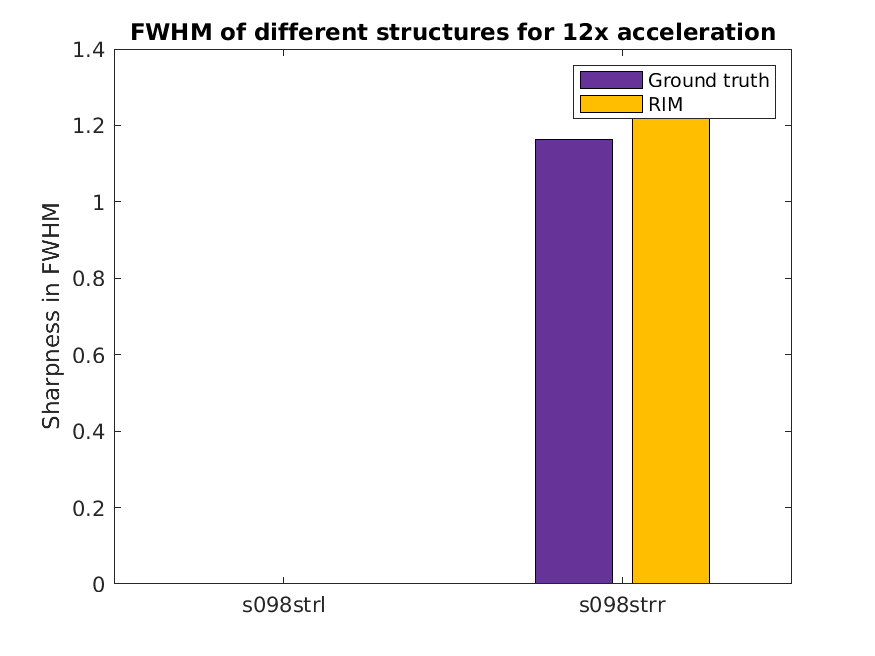 FWHM of different structures for 12x acceleration
1.4
1.2
1
0.8
0.6
0.4
0.2
0
Sharpness in FWHM
Ground truth
RIM
s098strl
s098strr